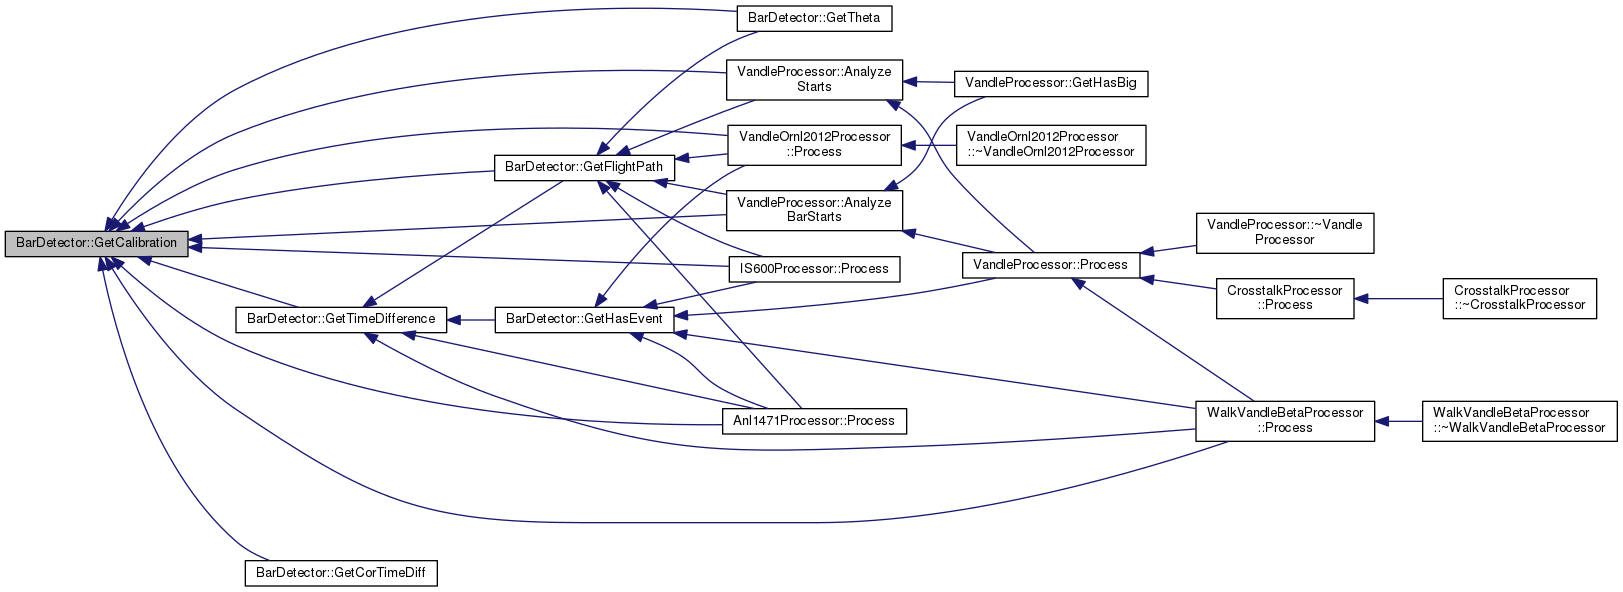 BarDetector::GetTheta
VandleProcessor::Analyze
Starts
VandleProcessor::GetHasBig
VandleOrnl2012Processor
::Process
VandleOrnl2012Processor
::~VandleOrnl2012Processor
BarDetector::GetFlightPath
VandleProcessor::Analyze
BarStarts
BarDetector::GetCalibration
VandleProcessor::~Vandle
Processor
IS600Processor::Process
VandleProcessor::Process
CrosstalkProcessor
::Process
CrosstalkProcessor
::~CrosstalkProcessor
BarDetector::GetTimeDifference
BarDetector::GetHasEvent
Anl1471Processor::Process
WalkVandleBetaProcessor
::Process
WalkVandleBetaProcessor
::~WalkVandleBetaProcessor
BarDetector::GetCorTimeDiff